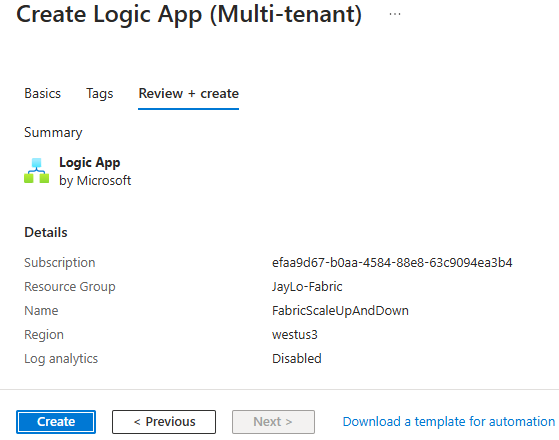 Create Logic App (Multi-tenant) ...
Basics Tags Review + create
Summary
Logic App
by Microsoft
Details
Subscription efaa9d67-b0aa-4584-88e8-63c9094ea3b4
Resource Group JayLo-Fabric
Name FabricScaleUpAndDown
Region westus3
Log analytics Disabled
Create < Previous Next > Download a template for automation